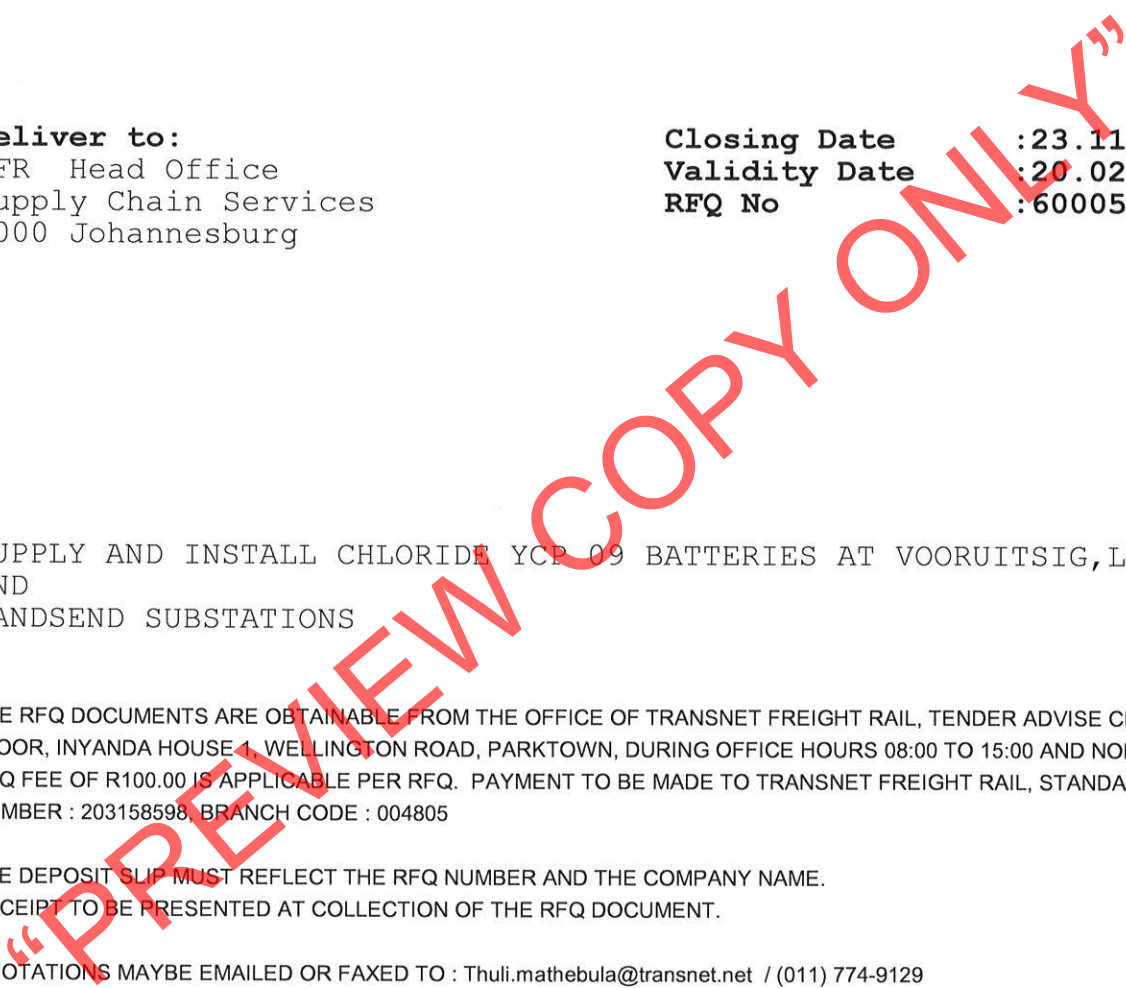 eliver to:
FR Head Office
upply Chain Services
000 Johannesburg
Closing Date :23.11
Validity Date :20.02
RFQ No :60005
UPPLY AND INSTALL CHLORIDE YCP 09 BATTERIES AT VOORUITSIG,L
ND
ANDSEND SUBSTATIONS
E RFQ DOCUMENTS ARE OBTAINABLE FROM THE OFFICE OF TRANSNET FREIGHT RAIL, TENDER ADVISE C
OOR, INYANDA HOUSE 1, WELLINGTON ROAD, PARKTOWN, DURING OFFICE HOURS 08:00 TO 15:00 AND NO
Q FEE OF R100.00 IS APPLICABLE PER RFQ. PAYMENT TO BE MADE TO TRANSNET FREIGHT RAIL, STANDA
MBER : 203158598, BRANCH CODE : 004805
E DEPOSIT SLIP MUST REFLECT THE RFQ NUMBER AND THE COMPANY NAME.
CEIPT TO BE PRESENTED AT COLLECTION OF THE RFQ DOCUMENT.
OTATIONS MAYBE EMAILED OR FAXED TO : Thuli.mathebula@transnet.net / (011) 774-9129
“PREVIEW COPY ONLY”